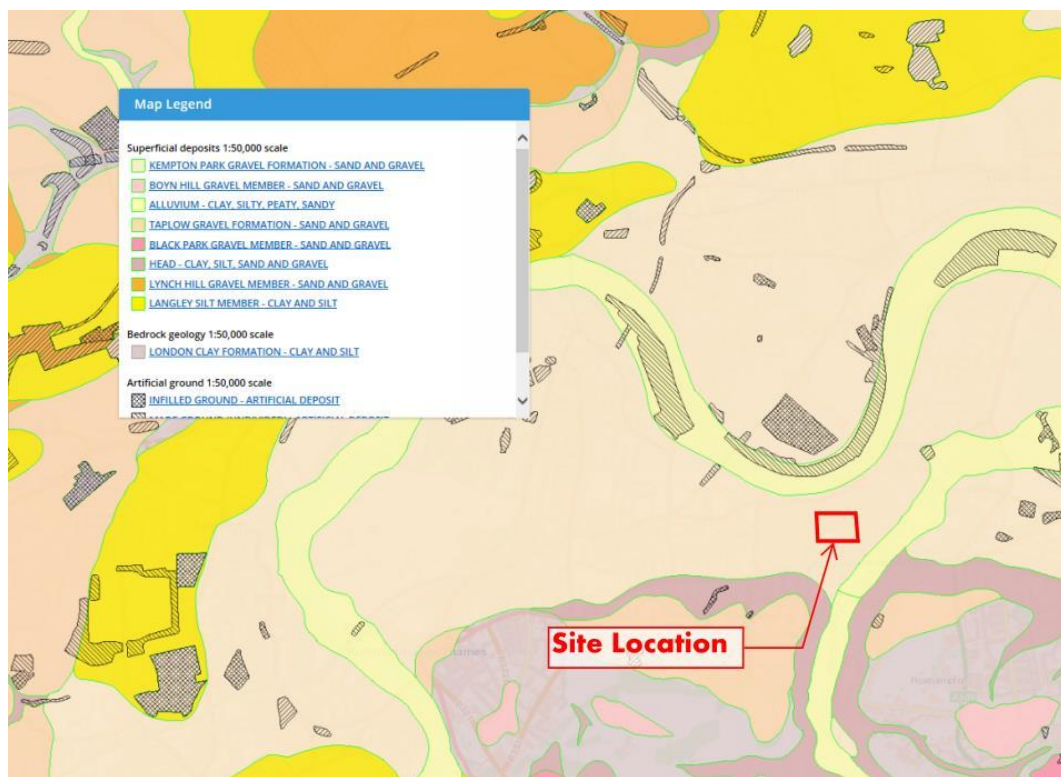 Map Legend
Superficial deposits 1:50,000 scale
KEMPTON PARK GRAVEL FORMATION - SAND AND GRAVEL
BOYN HILL GRAVEL MEMBER - SAND AND GRAVEL
ALLUVIUM - CLAY, SILTY, PEATY, SANDY
TAPLOW GRAVEL FORMATION - SAND AND GRAVEL
BLACK PARK GRAVEL MEMBER - SAND AND GRAVEL
HEAD - CLAY, SILT, SAND AND GRAVEL
LYNCH HILL GRAVEL MEMBER - SAND AND GRAVEL
LANGLEY SILT MEMBER - CLAY AND SILT
Bedrock geology 1:50,000 scale
LONDON CLAY FORMATION - CLAY AND SILT
Artificial ground 1:50,000 scale
INFILLED GROUND - ARTIFICIAL DEPOSIT
Site Location